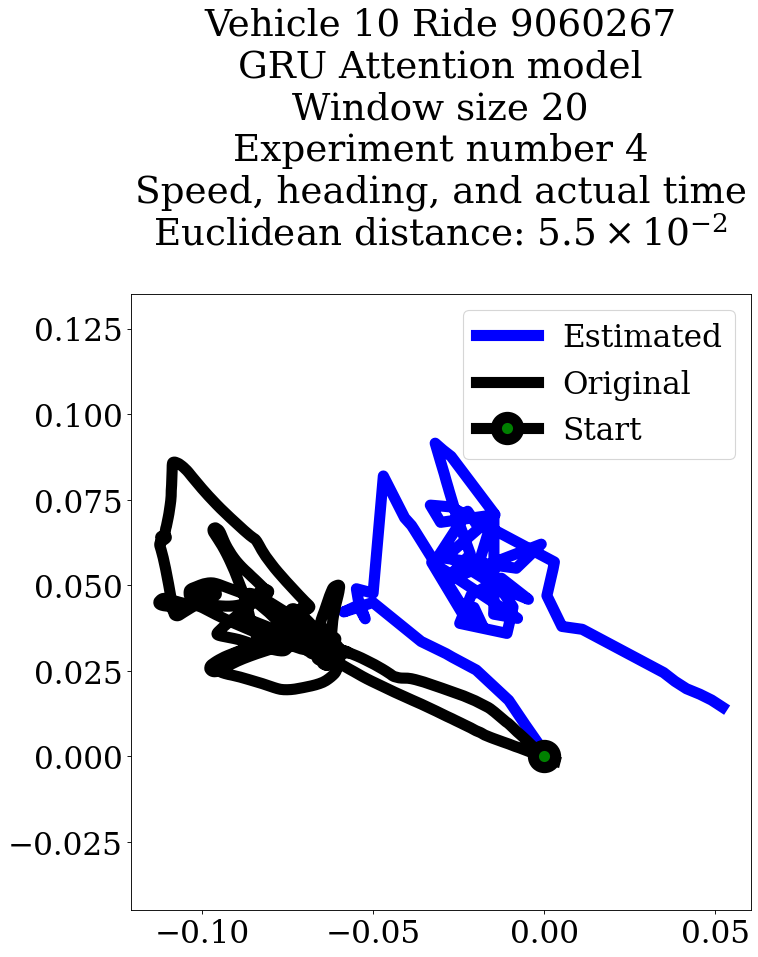 Vehicle 10 Ride 9060267
GRU Attention model
Window size 20
Experiment number 4
Speed, heading, and actual time
Euclidean distance: 5.5 × 10⁻²
Estimated
Original
Start
0.125
0.100
0.075
0.050
0.025
0.000
−0.025
−0.10
−0.05
0.00
0.05